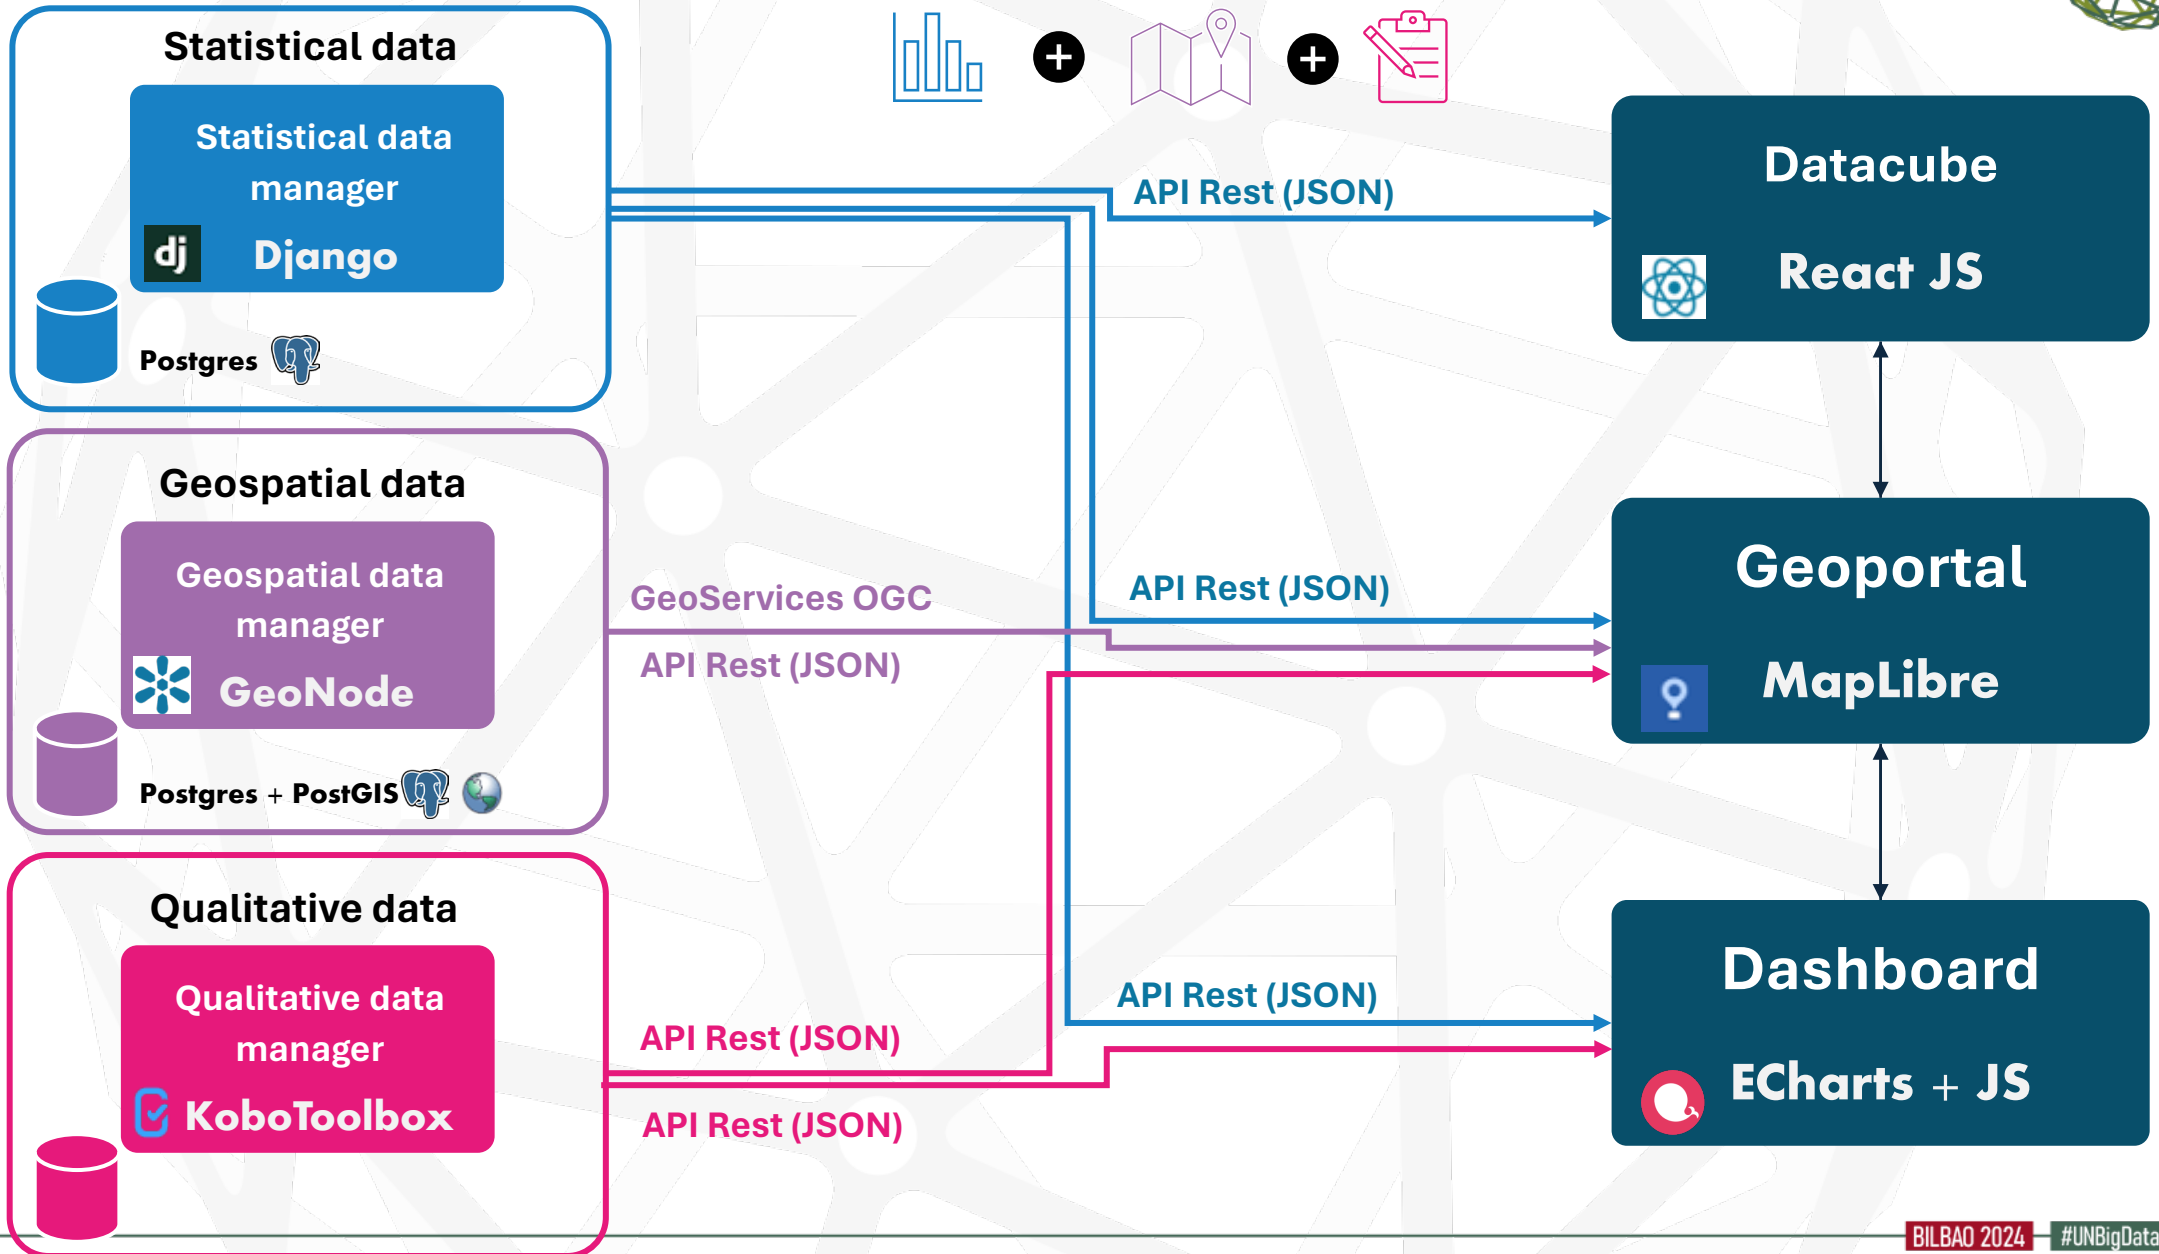 Statistical data
Statistical data
manager
dj
Django
Postgres
Geospatial data
Geospatial data
manager
GeoNode
Postgres + PostGIS
Qualitative data
Qualitative data
manager
KoboToolbox
API Rest (JSON)
GeoServices OGC
API Rest (JSON)
API Rest (JSON)
API Rest (JSON)
API Rest (JSON)
API Rest (JSON)
Datacube
React JS
Geoportal
MapLibre
Dashboard
ECharts + JS
BILBAO 2024
#UNBigData